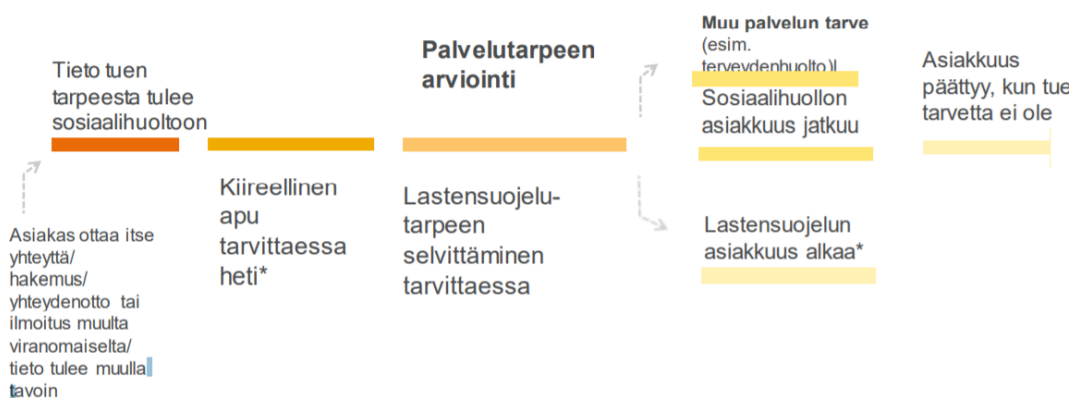 Tieto tuen
tarpeesta tulee
sosiaalihuoltoon
Asiakas ottaa itse
yhteyttä/
hakemus/
yhteydenotto tai
ilmoitus muulta
viranomaiselta/
tieto tulee muulla
tavoin
Kiireellinen
apu
tarvittaessa
heti*
Palvelutarpeen
arviointi
Lastensuojelu-
tarpeen
selvittäminen
tarvittaessa
Muu palvelun tarve
(esim.
terveydenhuolto)
Sosiaalihuollon
asiakkuus jatkuu
Lastensuojelun
asiakkuus alkaa*
Asiakkuus
päättyy, kun tue
tarvetta ei ole